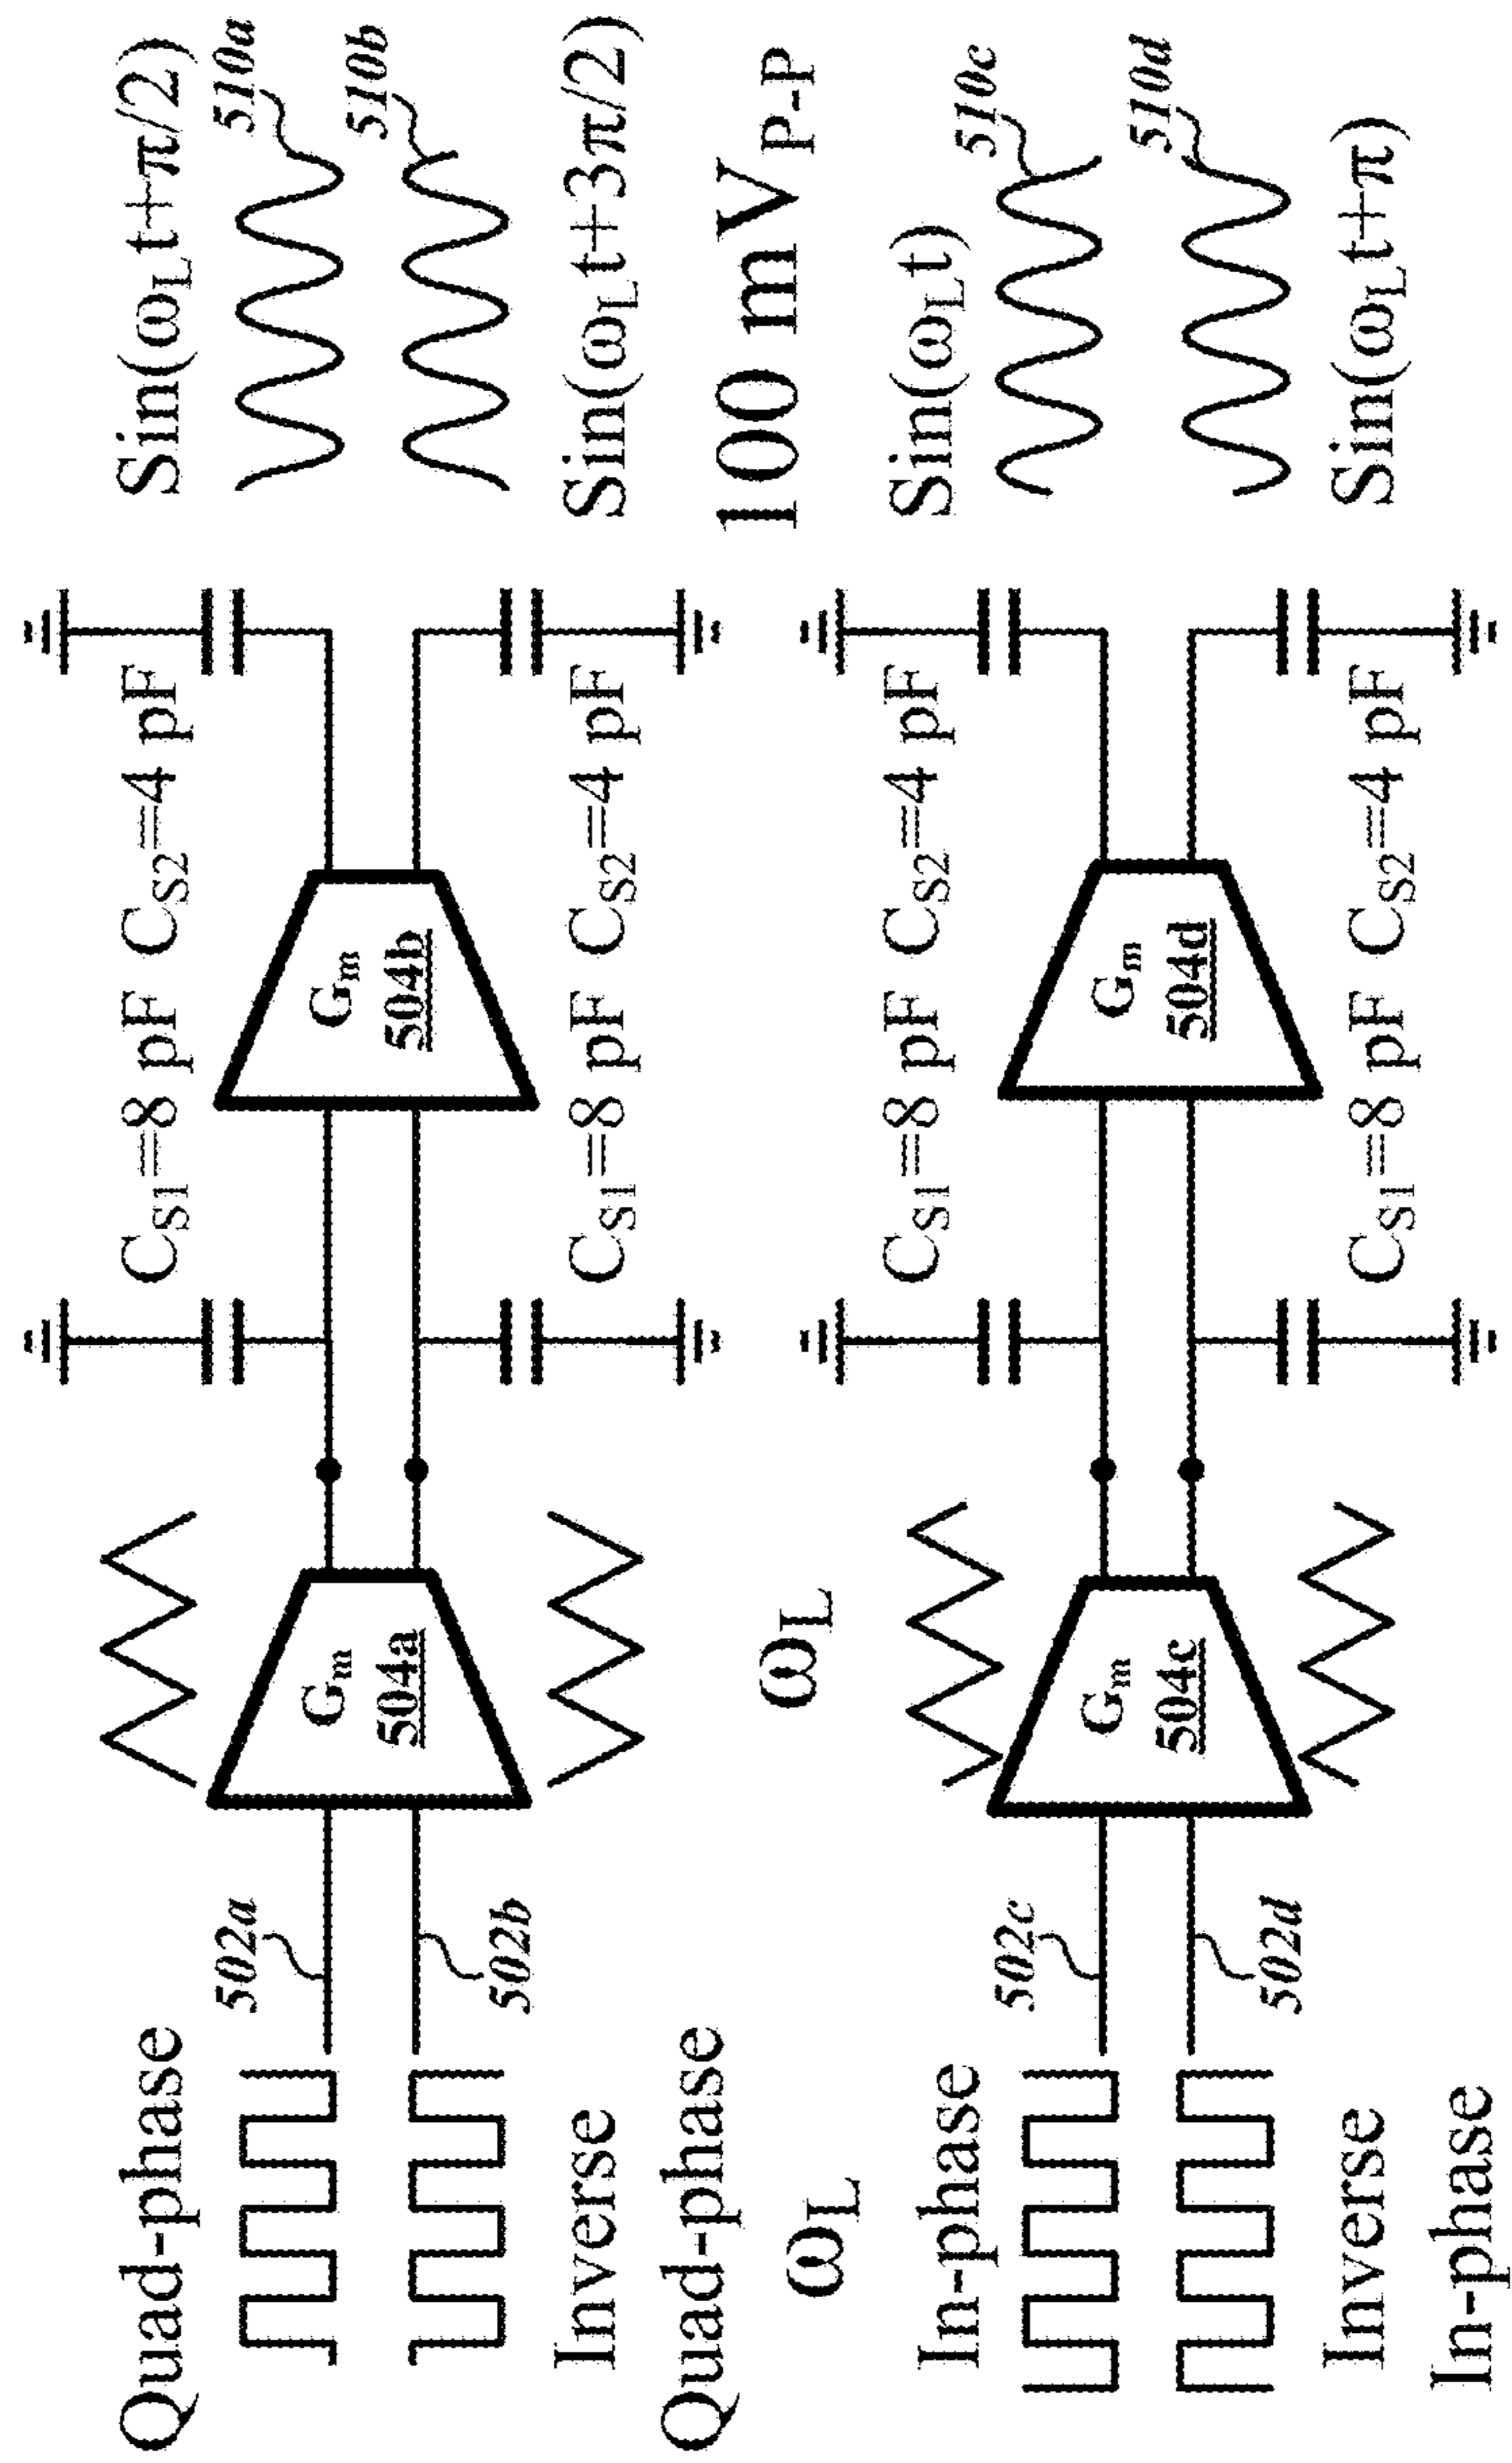 Quad-phase
502a
502b
Inverse
Quad-phase
ωL
Gm
504a
CS1=8 pF CS2=4 pF
Gm
504b
CS1=8 pF CS2=4 pF
Sin(ωLt+π/2)
510a
510b
Sin(ωLt+3π/2)
ωL
100 mVP-P
In-phase
502c
502d
Inverse
In-phase
Gm
504c
CS1=8 pF CS2=4 pF
Gm
504d
CS1=8 pF CS2=4 pF
Sin(ωLt)
510c
510d
Sin(ωLt+π)